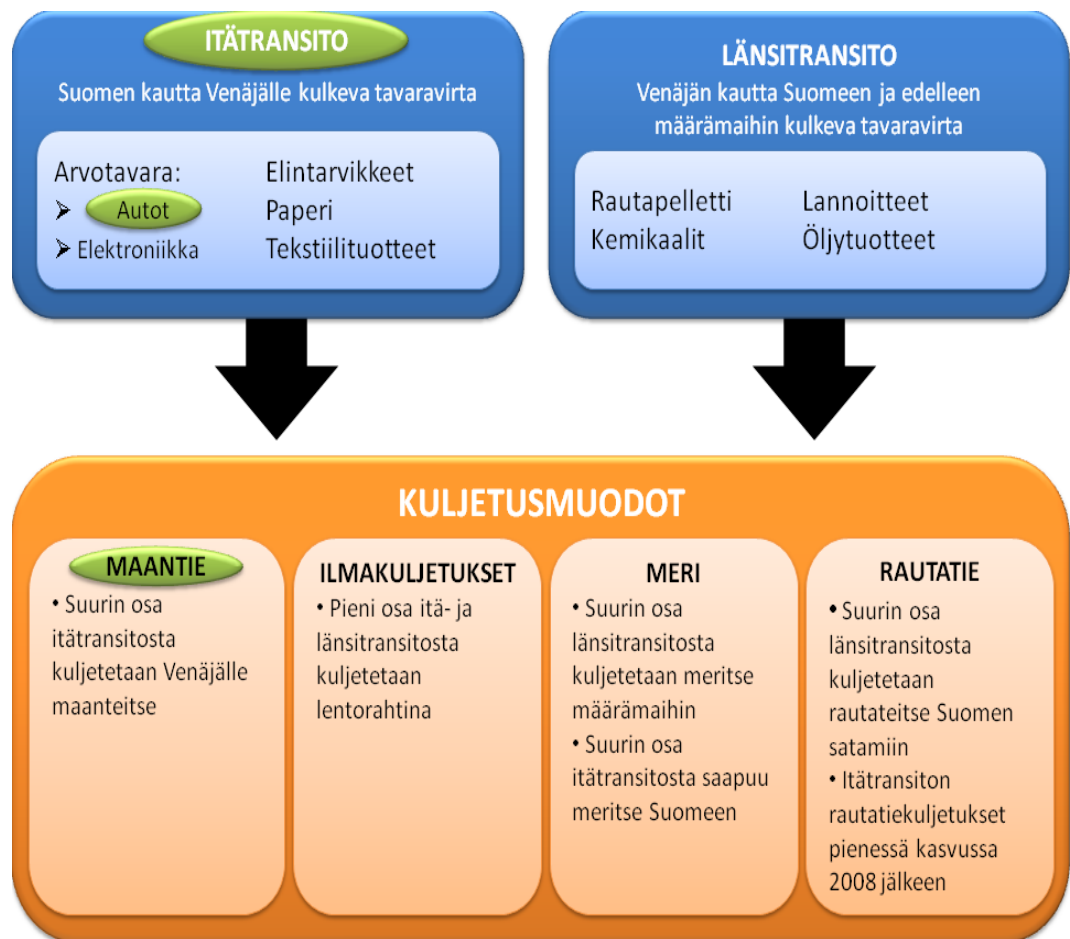 ITÄTRANSITO
Suomen kautta Venäjälle kulkeva tavaravirta
Arvotavara:
➢ Autot
➢ Elektroniikka
Elintarvikkeet
Paperi
Tekstiilituotteet
LÄNSITRANSITO
Venäjän kautta Suomeen ja edelleen
määrämaihin kulkeva tavaravirta
Rautapelletti
Kemikaalit
Lannoitteet
Öljytuotteet
KULJETUSMUODOT
MAANTIE
• Suurin osa
itätransitosta
kuljetetaan Venäjälle
maanteitse
ILMAKULJETUKSET
• Pieni osa itä- ja
länsitransitosta
kuljetetaan
lentorahtina
MERI
• Suurin osa
länsitransitosta
kuljetetaan meritse
määrämaihin
• Suurin osa
itätransitosta saapuu
meritse Suomeen
RAUTATIE
• Suurin osa
länsitransitosta
kuljetetaan
rautateitse Suomen
satamiin
• Itätransiton
rautatiekuljetukset
pienessä kasvussa
2008 jälkeen